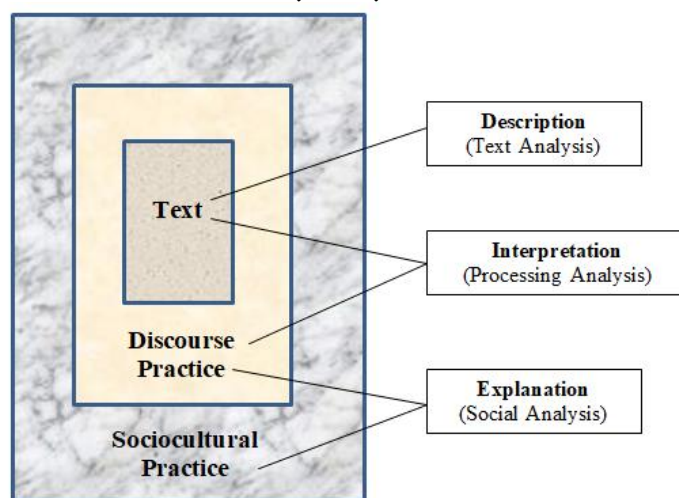 Text
Discourse
Practice
Sociocultural
Practice
Description
(Text Analysis)
Interpretation
(Processing Analysis)
Explanation
(Social Analysis)